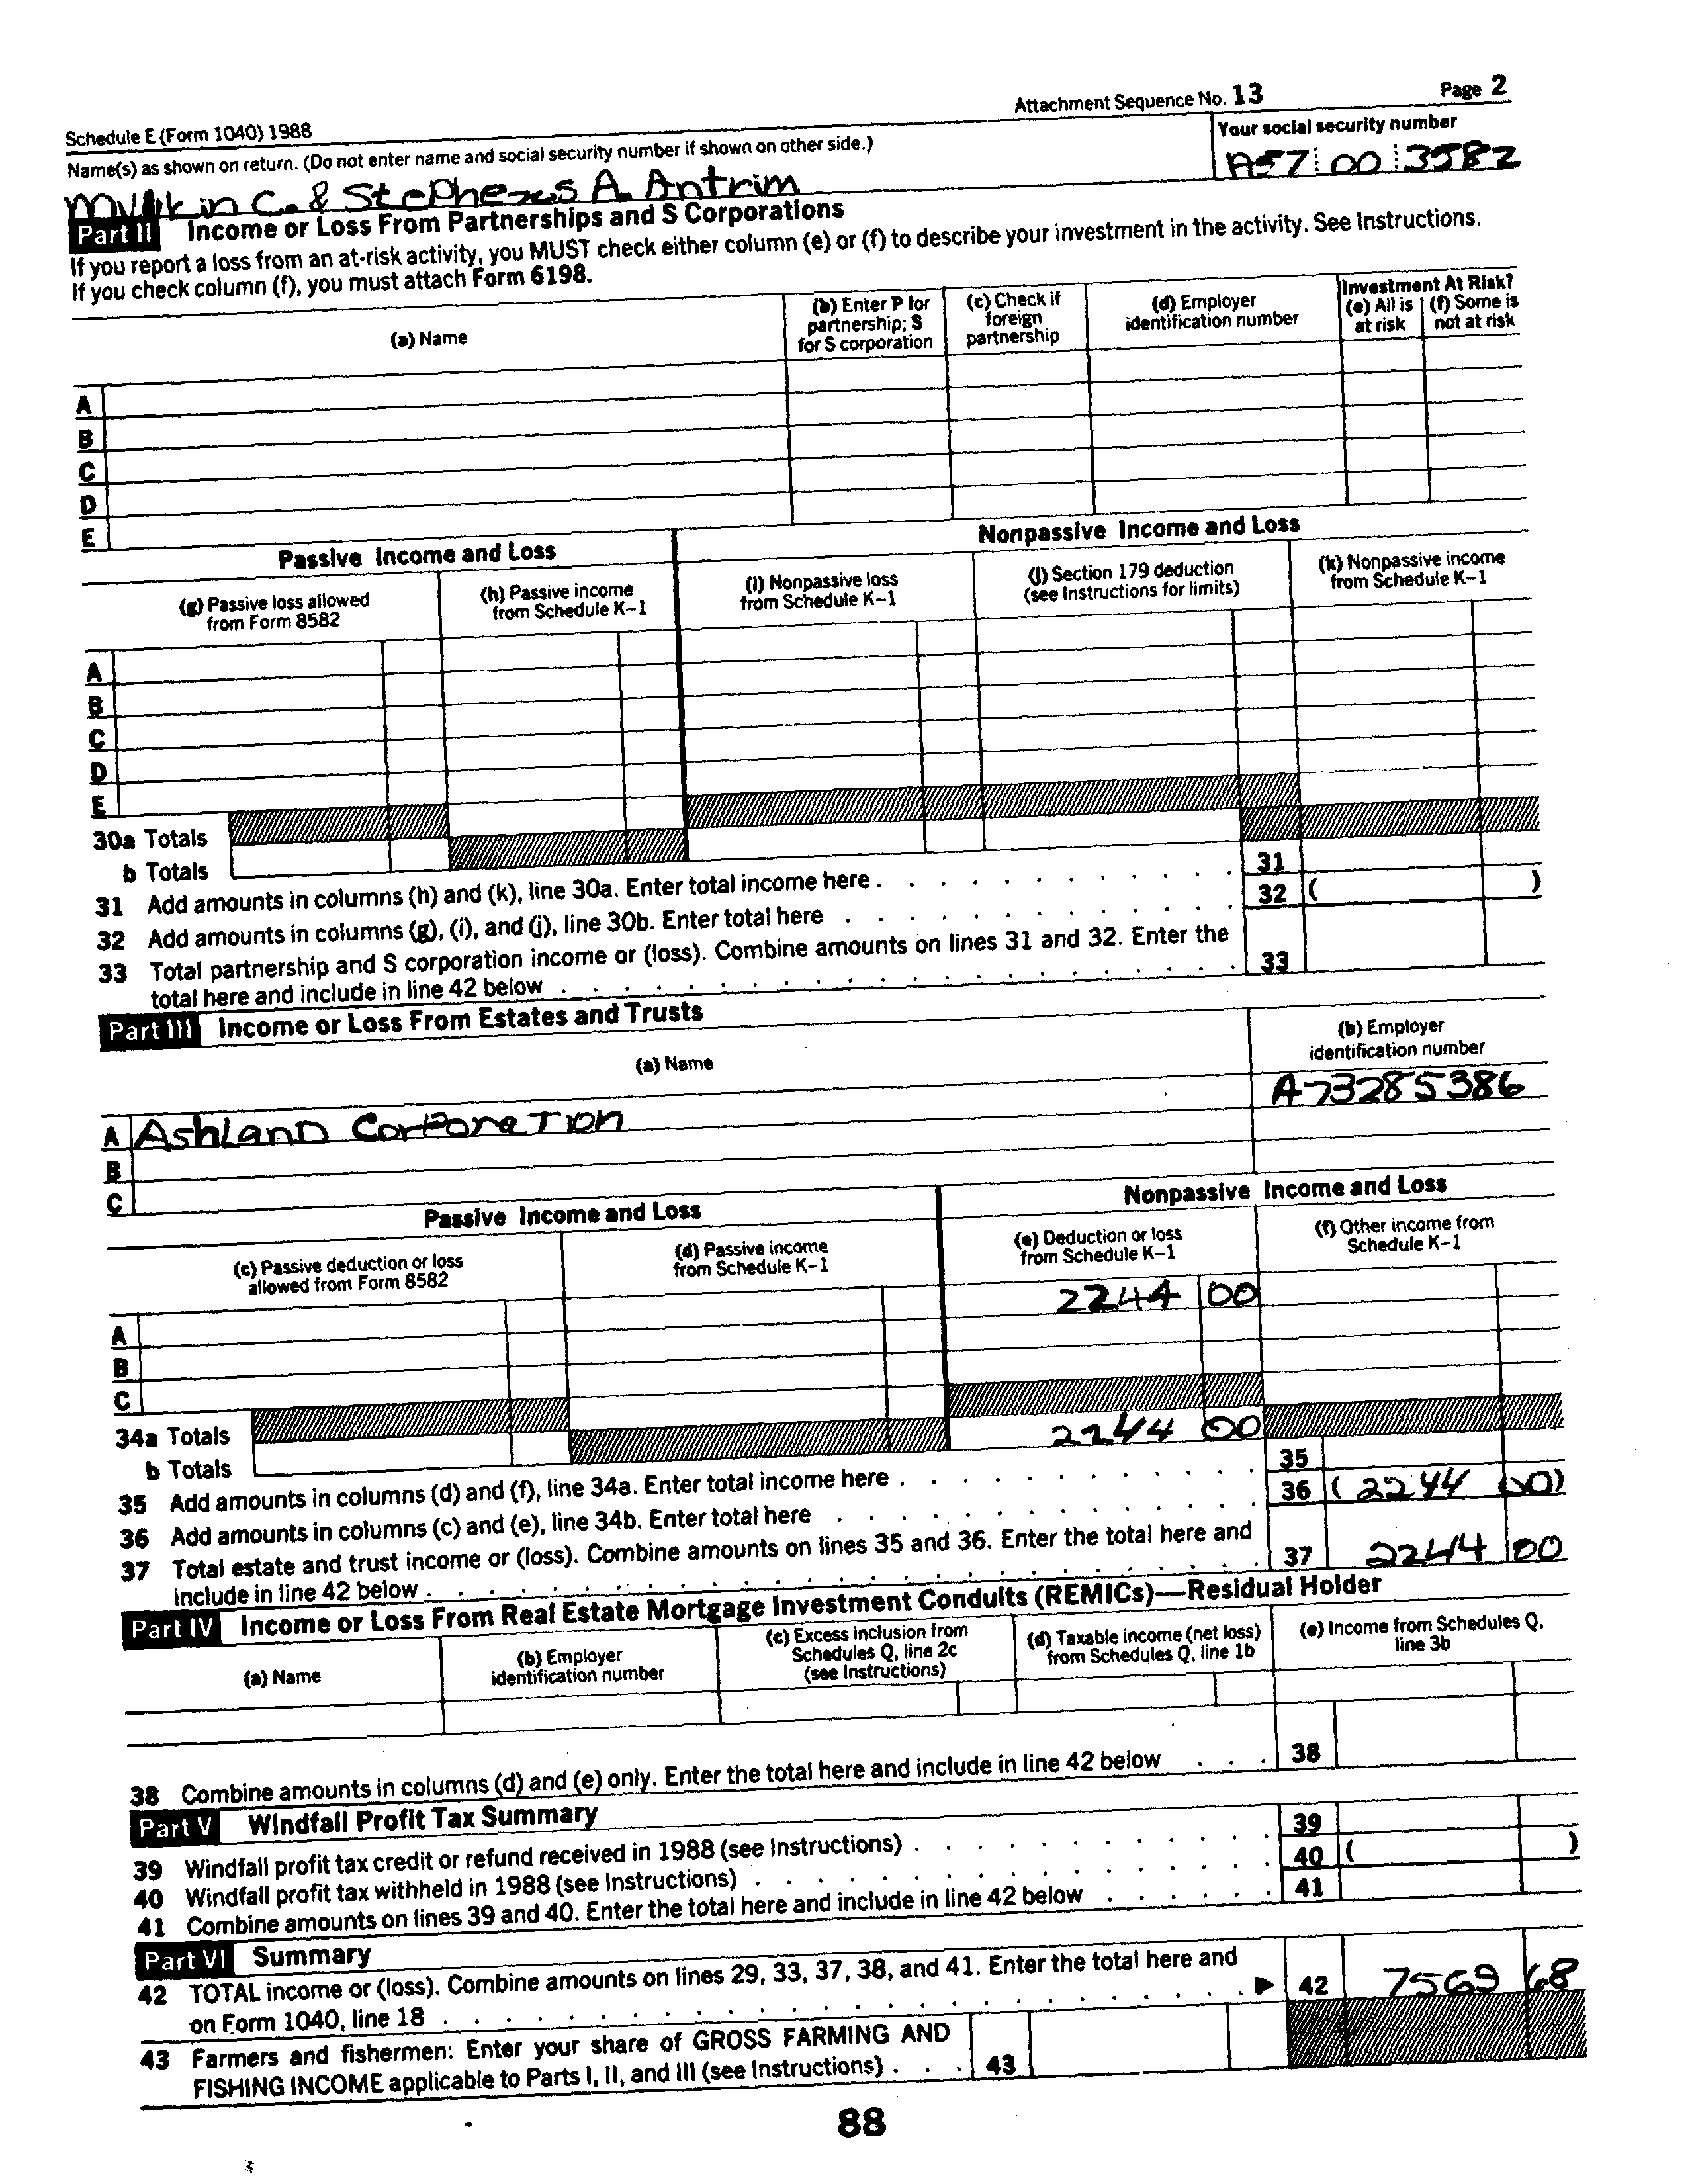 Schedule E (Form 1040) 1988 Attachment Sequence No. 13 Page 2
Name(s) as shown on return. (Do not enter name and social security number if shown on other side.) Your social security number
C. & A. Antrim A57 00 3582
Part II Income or Loss From Partnerships and S Corporations
If you report a loss from an at-risk activity, you MUST check either column (e) or (f) to describe your investment in the activity. See Instructions.
If you check column (f), you must attach Form 6198.
(a) Name
(b) Enter P for partnership; S for S corporation
(c) Check if foreign partnership
(d) Employer identification number
Investment At Risk?
(e) All is at risk
(f) Some is not at risk
A
B
C
D
E
Passive Income and Loss Nonpassive Income and Loss
(g) Passive loss allowed from Form 8582
(h) Passive income from Schedule K–1
(i) Nonpassive loss from Schedule K–1
(j) Section 179 deduction (see Instructions for limits)
(k) Nonpassive income from Schedule K–1
A
B
C
D
E
30a Totals
b Totals
31 Add amounts in columns (h) and (k), line 30a. Enter total income here . 31
32 Add amounts in columns (g), (i), and (j), line 30b. Enter total here . 32 ( )
33 Total partnership and S corporation income or (loss). Combine amounts on lines 31 and 32. Enter the
total here and include in line 42 below . 33
Part III Income or Loss From Estates and Trusts
(a) Name
(b) Employer identification number
A Ashland Corporation A73285386
B
C
Passive Income and Loss Nonpassive Income and Loss
(c) Passive deduction or loss allowed from Form 8582
(d) Passive income from Schedule K–1
(e) Deduction or loss from Schedule K–1
(f) Other income from Schedule K–1
A 2244 00
B
C
34a Totals
b Totals 2244 00
35 Add amounts in columns (d) and (f), line 34a. Enter total income here . 35
36 Add amounts in columns (c) and (e), line 34b. Enter total here . 36 (2244 00)
37 Total estate and trust income or (loss). Combine amounts on lines 35 and 36. Enter the total here and
include in line 42 below . 37 2244 00
Part IV Income or Loss From Real Estate Mortgage Investment Conduits (REMICs)—Residual Holder
(a) Name
(b) Employer identification number
(c) Excess inclusion from Schedules Q, line 2c (see Instructions)
(d) Taxable income (net loss) from Schedules Q, line 1b
(e) Income from Schedules Q, line 3b
38 Combine amounts in columns (d) and (e) only. Enter the total here and include in line 42 below . 38
Part V Windfall Profit Tax Summary
39 Windfall profit tax credit or refund received in 1988 (see Instructions) . 39
40 Windfall profit tax withheld in 1988 (see Instructions) . 40 ( )
41 Combine amounts on lines 39 and 40. Enter the total here and include in line 42 below . 41
Part VI Summary
42 TOTAL income or (loss). Combine amounts on lines 29, 33, 37, 38, and 41. Enter the total here and
on Form 1040, line 18 . ▶ 42 7569 68
43 Farmers and fishermen: Enter your share of GROSS FARMING AND
FISHING INCOME applicable to Parts I, II, and III (see Instructions) . 43
88